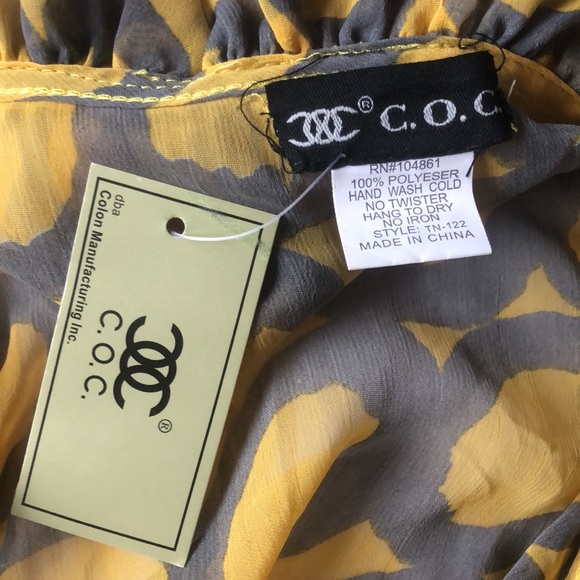 ® C.O.C.
RN#104861
100% POLYESER
HAND WASH COLD
NO TWISTER
HANG TO DRY
NO IRON
STYLE: TN-122
MADE IN CHINA
dba
Colon Manufacturing Inc.
®
C.O.C.